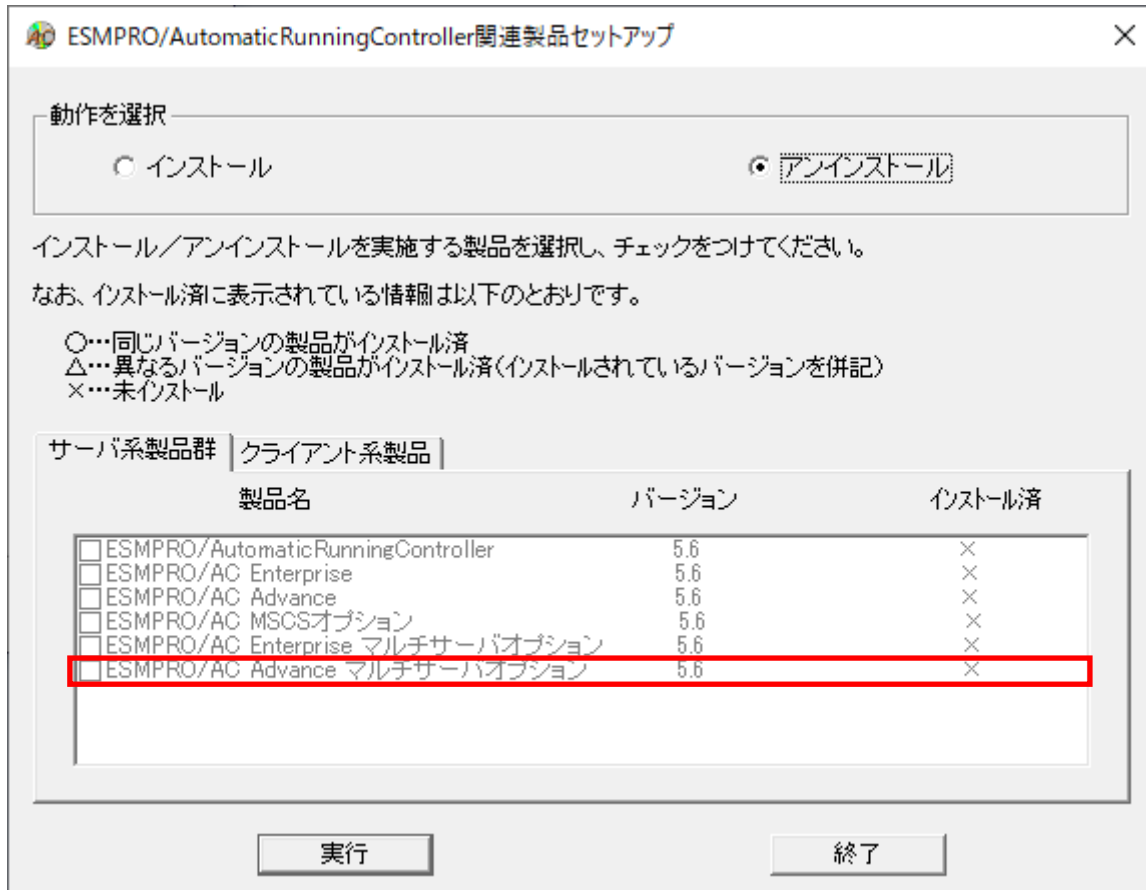 ESMPRO/AutomaticRunningController関連製品セットアップ
動作を選択
インストール
アンインストール
インストール／アンインストールを実施する製品を選択し、チェックをつけてください。
なお、インストール済に表示されている情報は以下のとおりです。
○…同じバージョンの製品がインストール済
△…異なるバージョンの製品がインストール済(インストールされているバージョンを併記)
×…未インストール
サーバ系製品群 クライアント系製品
製品名 バージョン インストール済
ESMPRO/AutomaticRunningController 5.6 ×
ESMPRO/AC Enterprise 5.6 ×
ESMPRO/AC Advance 5.6 ×
ESMPRO/AC MSCSオプション 5.6 ×
ESMPRO/AC Enterprise マルチサーバオプション 5.6 ×
ESMPRO/AC Advance マルチサーバオプション 5.6 ×
実行 終了